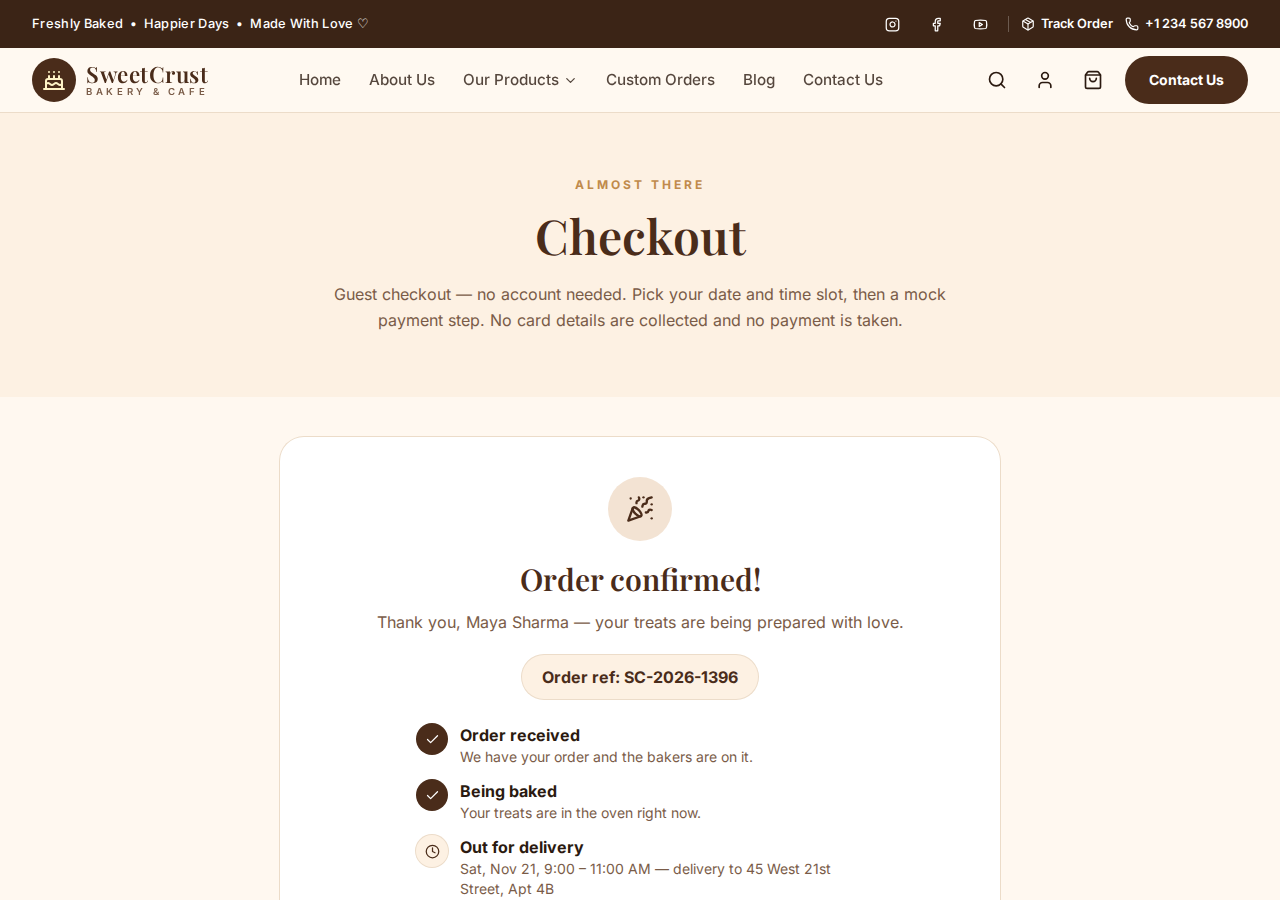 Freshly Baked • Happier Days • Made With Love ♡
Track Order
+1 234 567 8900
SweetCrust
BAKERY & CAFE
Home
About Us
Our Products
Custom Orders
Blog
Contact Us
Contact Us
ALMOST THERE
Checkout
Guest checkout — no account needed. Pick your date and time slot, then a mock
payment step. No card details are collected and no payment is taken.
Order confirmed!
Thank you, Maya Sharma — your treats are being prepared with love.
Order ref: SC-2026-1396
Order received
We have your order and the bakers are on it.
Being baked
Your treats are in the oven right now.
Out for delivery
Sat, Nov 21, 9:00 – 11:00 AM — delivery to 45 West 21st
Street, Apt 4B